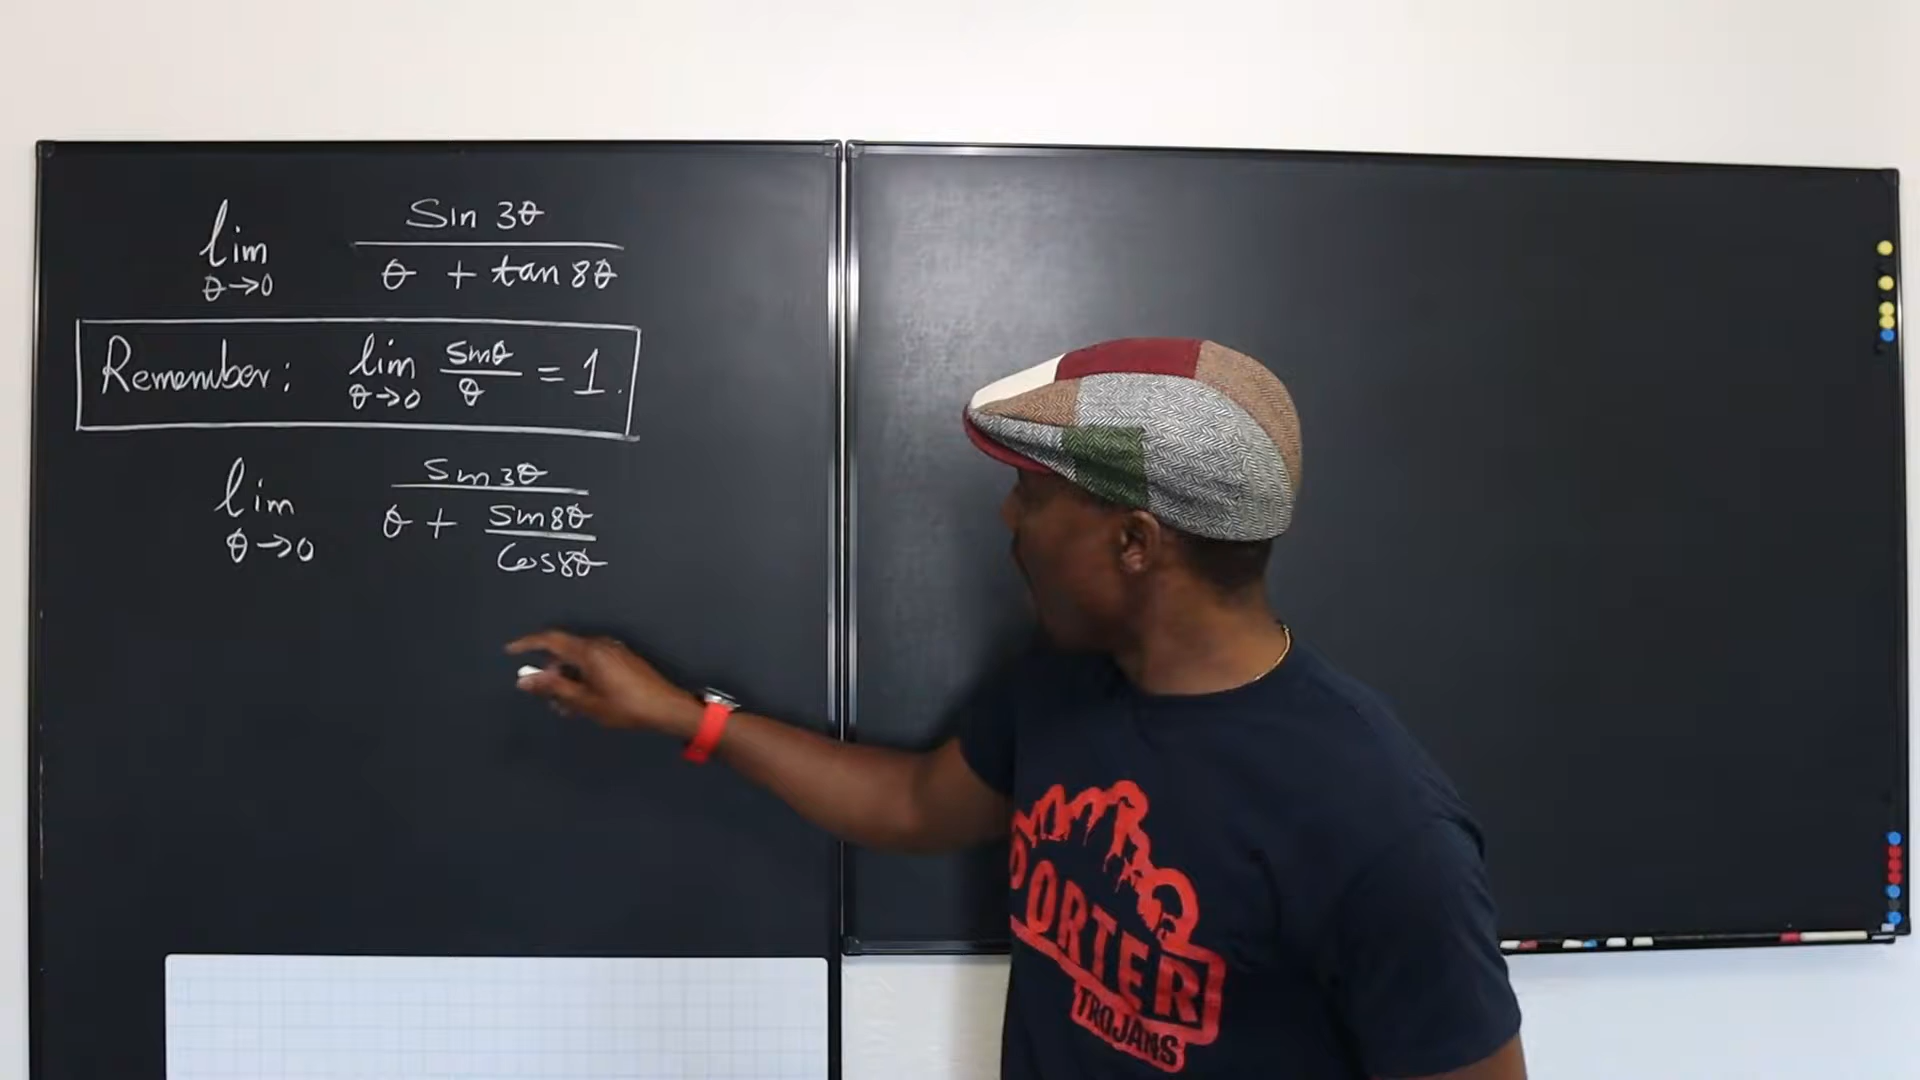 lim θ→0 Sin 3θ / θ + tan 8θ
Remember: lim θ→0 sinθ / θ = 1.
lim θ→0 Sin 3θ / θ + Sin 8θ / Cos 8θ
PORTER
TROJANS